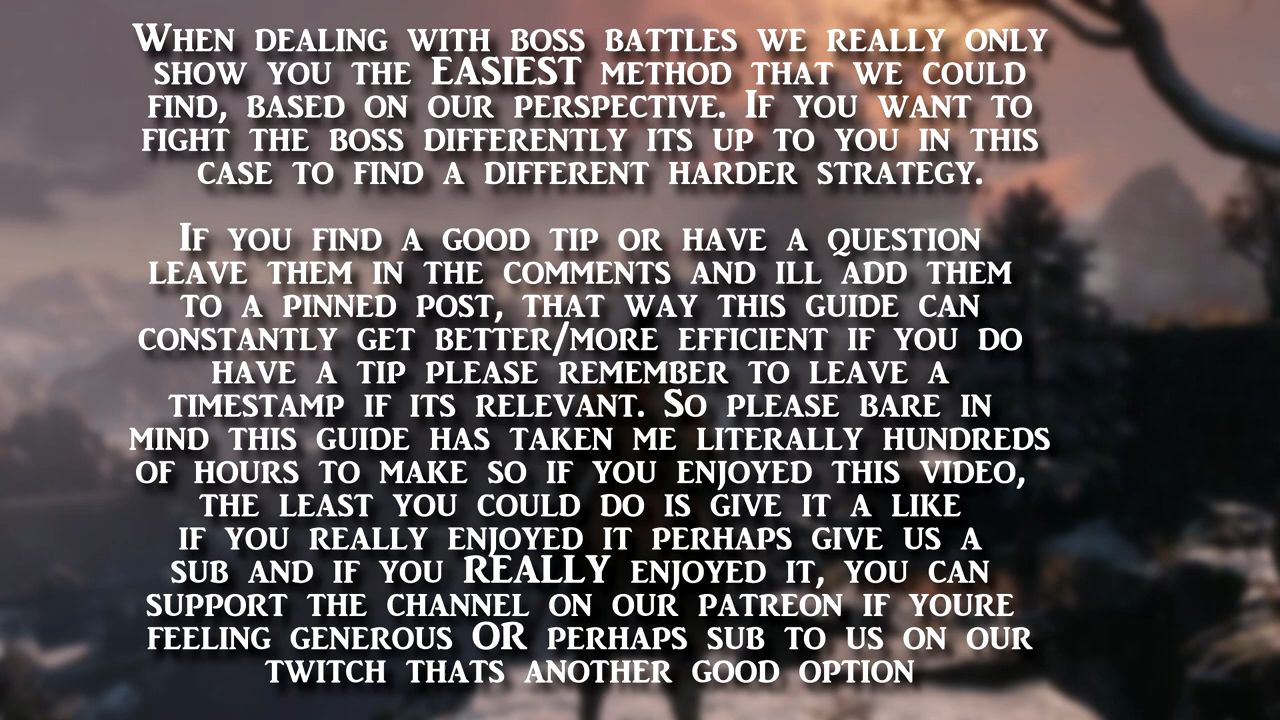 When dealing with boss battles we really only
show you the EASIEST method that we could
find, based on our perspective. If you want to
fight the boss differently its up to you in this
case to find a different harder strategy.
If you find a good tip or have a question
leave them in the comments and ill add them
to a pinned post, that way this guide can
constantly get better/more efficient if you do
have a tip please remember to leave a
timestamp if its relevant. So please bare in
mind this guide has taken me literally hundreds
of hours to make so if you enjoyed this video,
the least you could do is give it a like
if you really enjoyed it perhaps give us a
sub and if you REALLY enjoyed it, you can
support the channel on our patreon if youre
feeling generous OR perhaps sub to us on our
twitch thats another good option